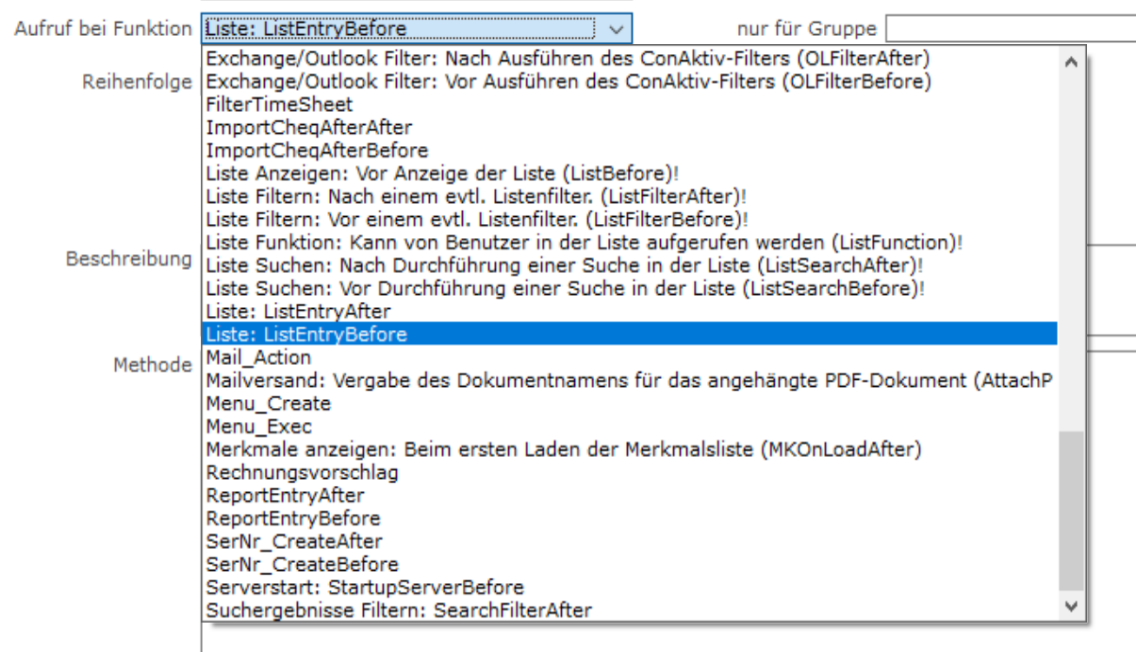 Aufruf bei Funktion Liste: ListEntryBefore nur für Gruppe
Reihenfolge
Beschreibung
Methode
Exchange/Outlook Filter: Nach Ausführen des ConAktiv-Filters (OLFilterAfter)
Exchange/Outlook Filter: Vor Ausführen des ConAktiv-Filters (OLFilterBefore)
FilterTimeSheet
ImportCheqAfterAfter
ImportCheqAfterBefore
Liste Anzeigen: Vor Anzeige der Liste (ListBefore)!
Liste Filtern: Nach einem evtl. Listenfilter. (ListFilterAfter)!
Liste Filtern: Vor einem evtl. Listenfilter. (ListFilterBefore)!
Liste Funktion: Kann von Benutzer in der Liste aufgerufen werden (ListFunction)!
Liste Suchen: Nach Durchführung einer Suche in der Liste (ListSearchAfter)!
Liste Suchen: Vor Durchführung einer Suche in der Liste (ListSearchBefore)!
Liste: ListEntryAfter
Liste: ListEntryBefore
Mail_Action
Mailversand: Vergabe des Dokumentnamens für das angehängte PDF-Dokument (AttachP
Menu_Create
Menu_Exec
Merkmale anzeigen: Beim ersten Laden der Merkmalsliste (MKOnLoadAfter)
Rechnungsvorschlag
ReportEntryAfter
ReportEntryBefore
SerNr_CreateAfter
SerNr_CreateBefore
Serverstart: StartupServerBefore
Suchergebnisse Filtern: SearchFilterAfter